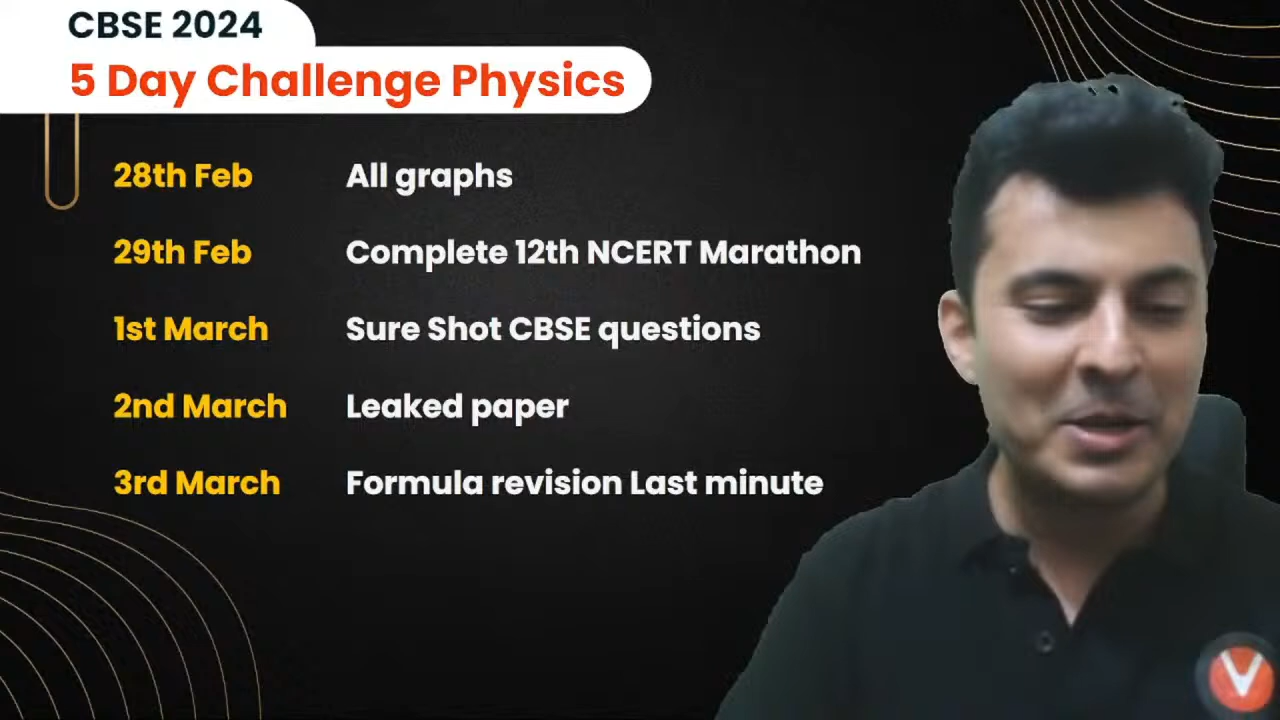 CBSE 2024
5 Day Challenge Physics
28th Feb All graphs
29th Feb Complete 12th NCERT Marathon
1st March Sure Shot CBSE questions
2nd March Leaked paper
3rd March Formula revision Last minute